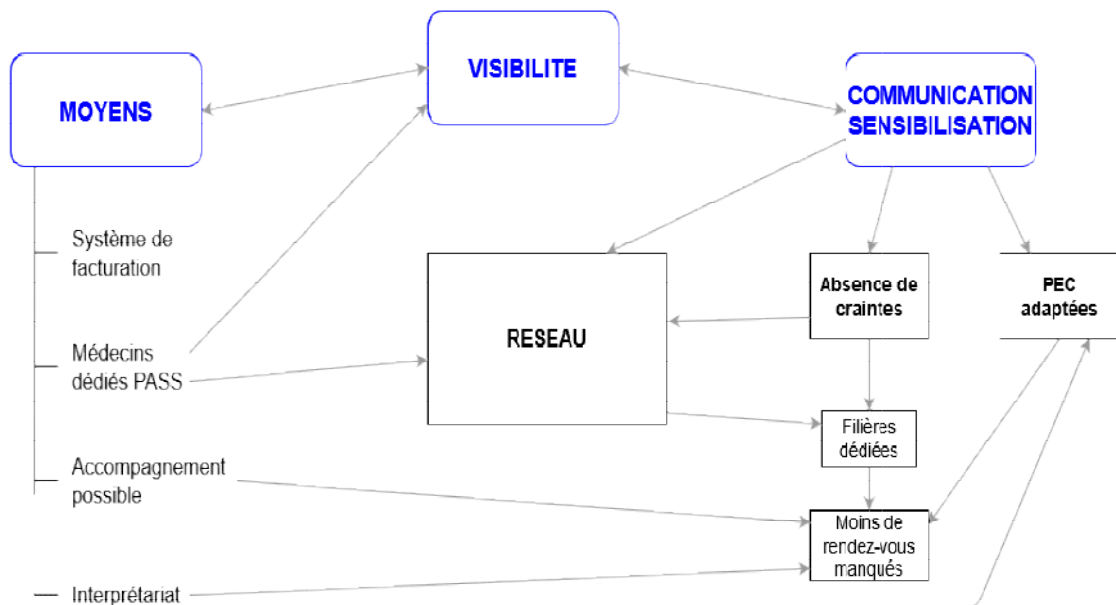 VISIBILITE
MOYENS
COMMUNICATION
SENSIBILISATION
Système de
facturation
Médecins
dédiés PASS
Accompagnement
possible
Interprétariat
RESEAU
Absence de
craintes
PEC
adaptées
Filières
dédiées
Moins de
rendez-vous
manqués